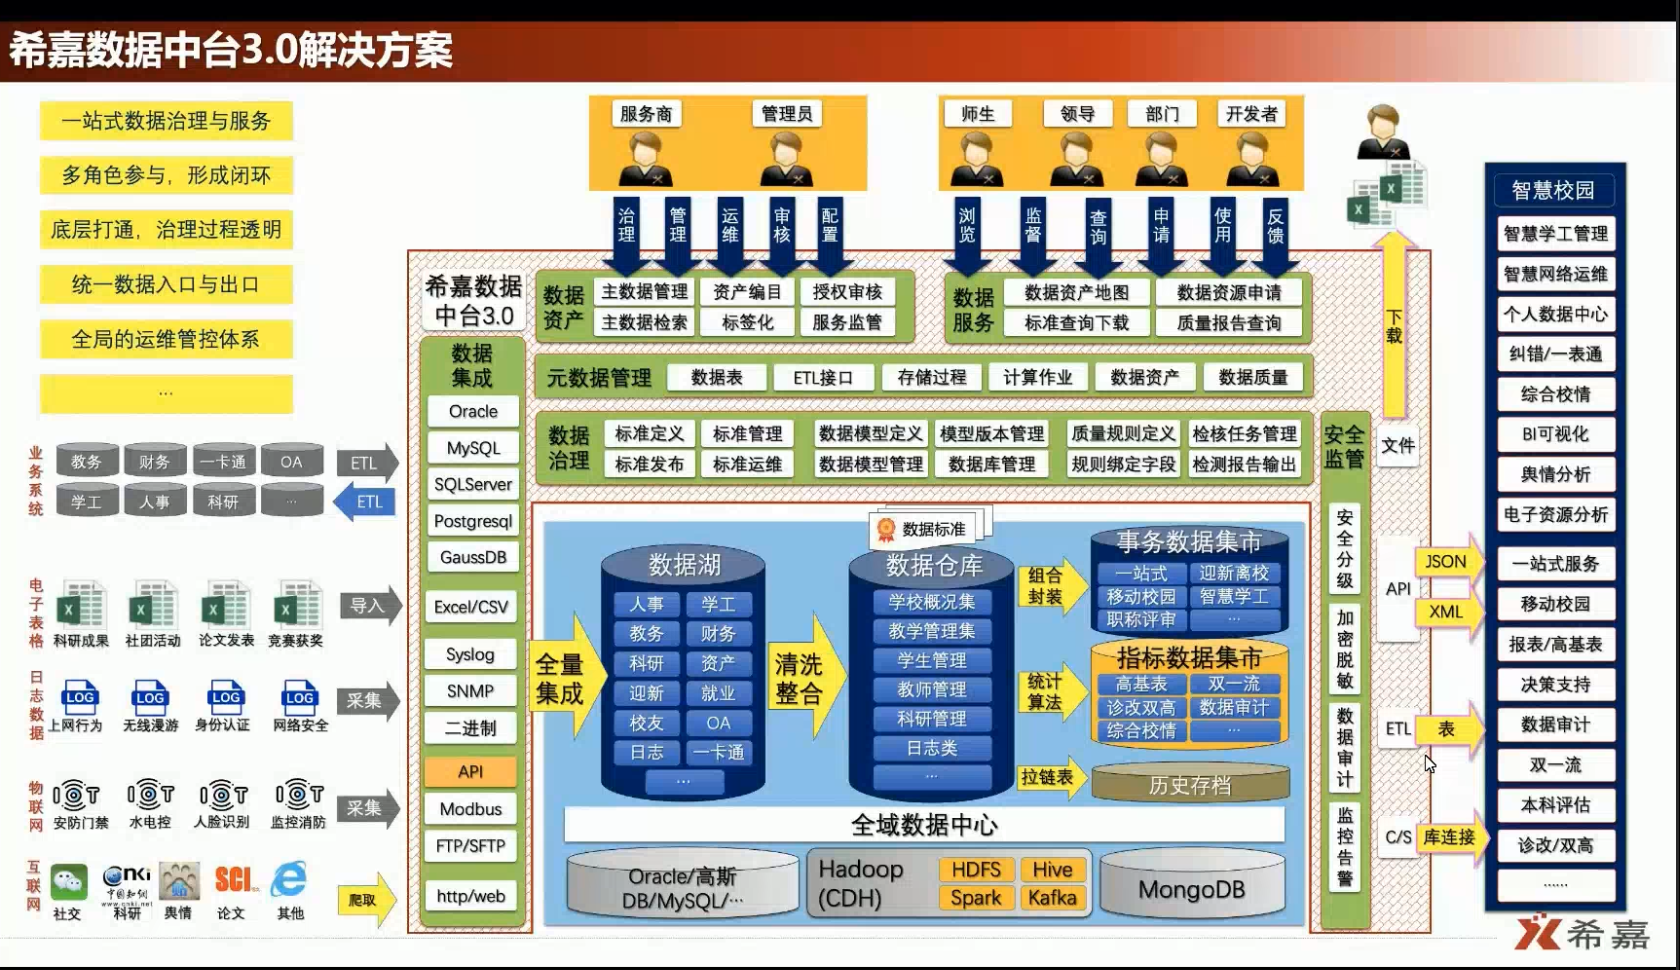 希嘉数据中台3.0解决方案
一站式数据治理与服务
多角色参与，形成闭环
底层打通，治理过程透明
统一数据入口与出口
全局的运维管控体系
...
业务系统
教务 财务 一卡通 OA
学工 人事 科研 ...
ETL
ETL
电子表格
科研成果 社团活动 论文发表 竞赛获奖
导入
日志数据
LOG LOG LOG LOG
上网行为 无线漫游 身份认证 网络安全
采集
物联网
IOT IOT IOT IOT
安防门禁 水电控 人脸识别 监控消防
采集
互联网
cnki
中国知网
www.cnki.net
SCI
社交 科研 舆情 论文 其他
爬取
服务商 管理员
治理 管理 运维 审核 配置
师生 领导 部门 开发者
浏览 监督 查询 申请 使用 反馈
希嘉数据
中台3.0
数据
集成
Oracle
MySQL
SQLServer
Postgresql
GaussDB
Excel/CSV
Syslog
SNMP
二进制
API
Modbus
FTP/SFTP
http/web
数据
资产
主数据管理 资产编目 授权审核
主数据检索 标签化 服务监管
数据
服务
数据资产地图 数据资源申请
标准查询下载 质量报告查询
元数据管理 数据表 ETL接口 存储过程 计算作业 数据资产 数据质量
数据
治理
标准定义 标准管理 数据模型定义 模型版本管理 质量规则定义 检核任务管理
标准发布 标准运维 数据模型管理 数据库管理 规则绑定字段 检测报告输出
全量
集成
数据湖
人事 学工
教务 财务
科研 资产
迎新 就业
校友 OA
日志 一卡通
...
清洗
整合
数据标准
数据仓库
学校概况集
教学管理集
学生管理
教师管理
科研管理
日志类
...
组合
封装
事务数据集市
一站式 迎新离校
移动校园 智慧学工
职称评审 ...
统计
算法
指标数据集市
高基表 双一流
诊改双高 数据审计
综合校情 ...
拉链表
历史存档
全域数据中心
Oracle/高斯
DB/MySQL/...
Hadoop
(CDH)
HDFS Hive
Spark Kafka
MongoDB
安全
监管
安全分级
加密脱敏
数据审计
监控告警
下载
文件
API
JSON
XML
ETL
表
C/S
库连接
智慧校园
智慧学工管理
智慧网络运维
个人数据中心
纠错/一表通
综合校情
BI可视化
舆情分析
电子资源分析
一站式服务
移动校园
报表/高基表
决策支持
数据审计
双一流
本科评估
诊改/双高
......
希嘉